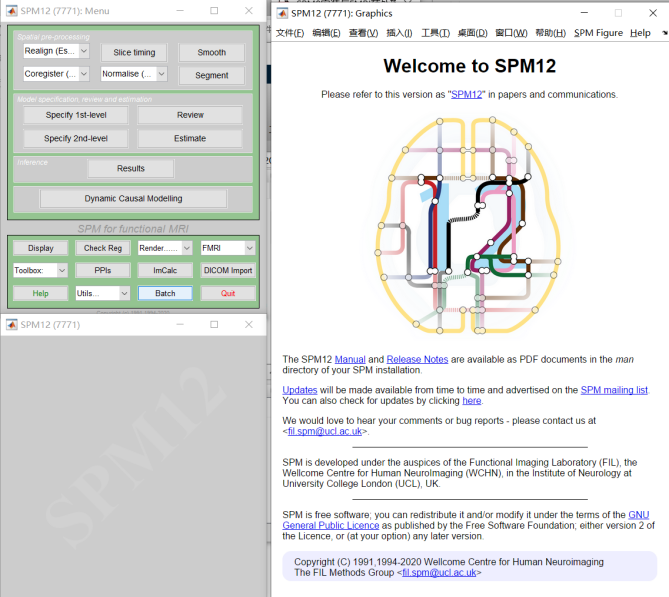 SPM12 (7771): Menu
Spatial pre-processing
Realign (Es...
Slice timing
Smooth
Coregister (...
Normalise (...
Segment
Model specification, review and estimation
Specify 1st-level
Review
Specify 2nd-level
Estimate
Inference
Results
Dynamic Causal Modelling
SPM for functional MRI
Display
Check Reg
Render......
FMRI
Toolbox:
PPIs
ImCalc
DICOM Import
Help
Utils...
Batch
Quit
SPM12 (7771)
SPM12
SPM12 (7771): Graphics
文件(F) 编辑(E) 查看(V) 插入(I) 工具(T) 桌面(D) 窗口(W) 帮助(H) SPM Figure Help
Welcome to SPM12
Please refer to this version as "SPM12" in papers and communications.
The SPM12 Manual and Release Notes are available as PDF documents in the man
directory of your SPM installation.
Updates will be made available from time to time and advertised on the SPM mailing list.
You can also check for updates by clicking here.
We would love to hear your comments or bug reports - please contact us at
<fil.spm@ucl.ac.uk>.
SPM is developed under the auspices of the Functional Imaging Laboratory (FIL), the
Wellcome Centre for Human NeuroImaging (WCHN), in the Institute of Neurology at
University College London (UCL), UK.
SPM is free software; you can redistribute it and/or modify it under the terms of the GNU
General Public Licence as published by the Free Software Foundation; either version 2 of
the Licence, or (at your option) any later version.
Copyright (C) 1991,1994-2020 Wellcome Centre for Human Neuroimaging
The FIL Methods Group <fil.spm@ucl.ac.uk>